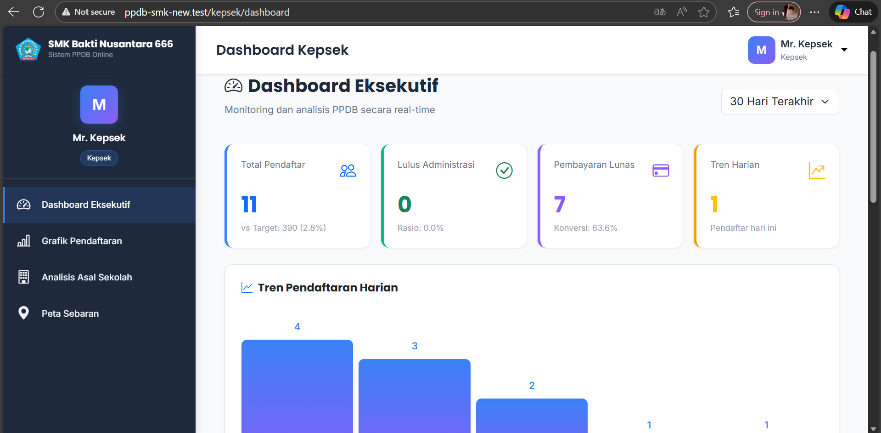 Not secure
ppdb-smk-new.test/kepsek/dashboard
Sign in
Chat
SMK Bakti Nusantara 666
Sistem PPDB Online
M
Mr. Kepsek
Kepsek
Dashboard Eksekutif
Grafik Pendaftaran
Analisis Asal Sekolah
Peta Sebaran
Dashboard Kepsek
M
Mr. Kepsek
Kepsek
Dashboard Eksekutif
Monitoring dan analisis PPDB secara real-time
30 Hari Terakhir
Total Pendaftar
11
vs Target: 390 (2.8%)
Lulus Administrasi
0
Rasio: 0.0%
Pembayaran Lunas
7
Konversi: 63.6%
Tren Harian
1
Pendaftar hari ini
Tren Pendaftaran Harian
4
3
2
1
1